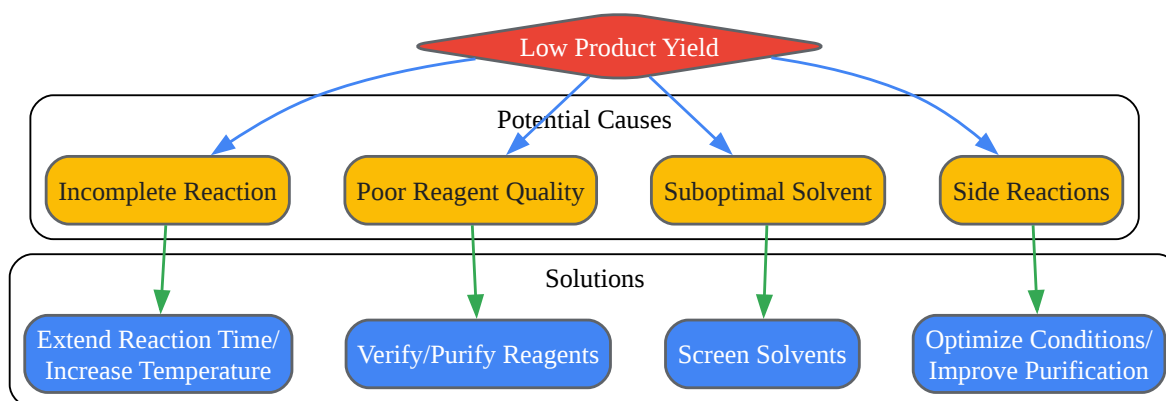 Low Product Yield
Potential Causes
Incomplete Reaction
Poor Reagent Quality
Suboptimal Solvent
Side Reactions
Solutions
Extend Reaction Time/
Increase Temperature
Verify/Purify Reagents
Screen Solvents
Optimize Conditions/
Improve Purification